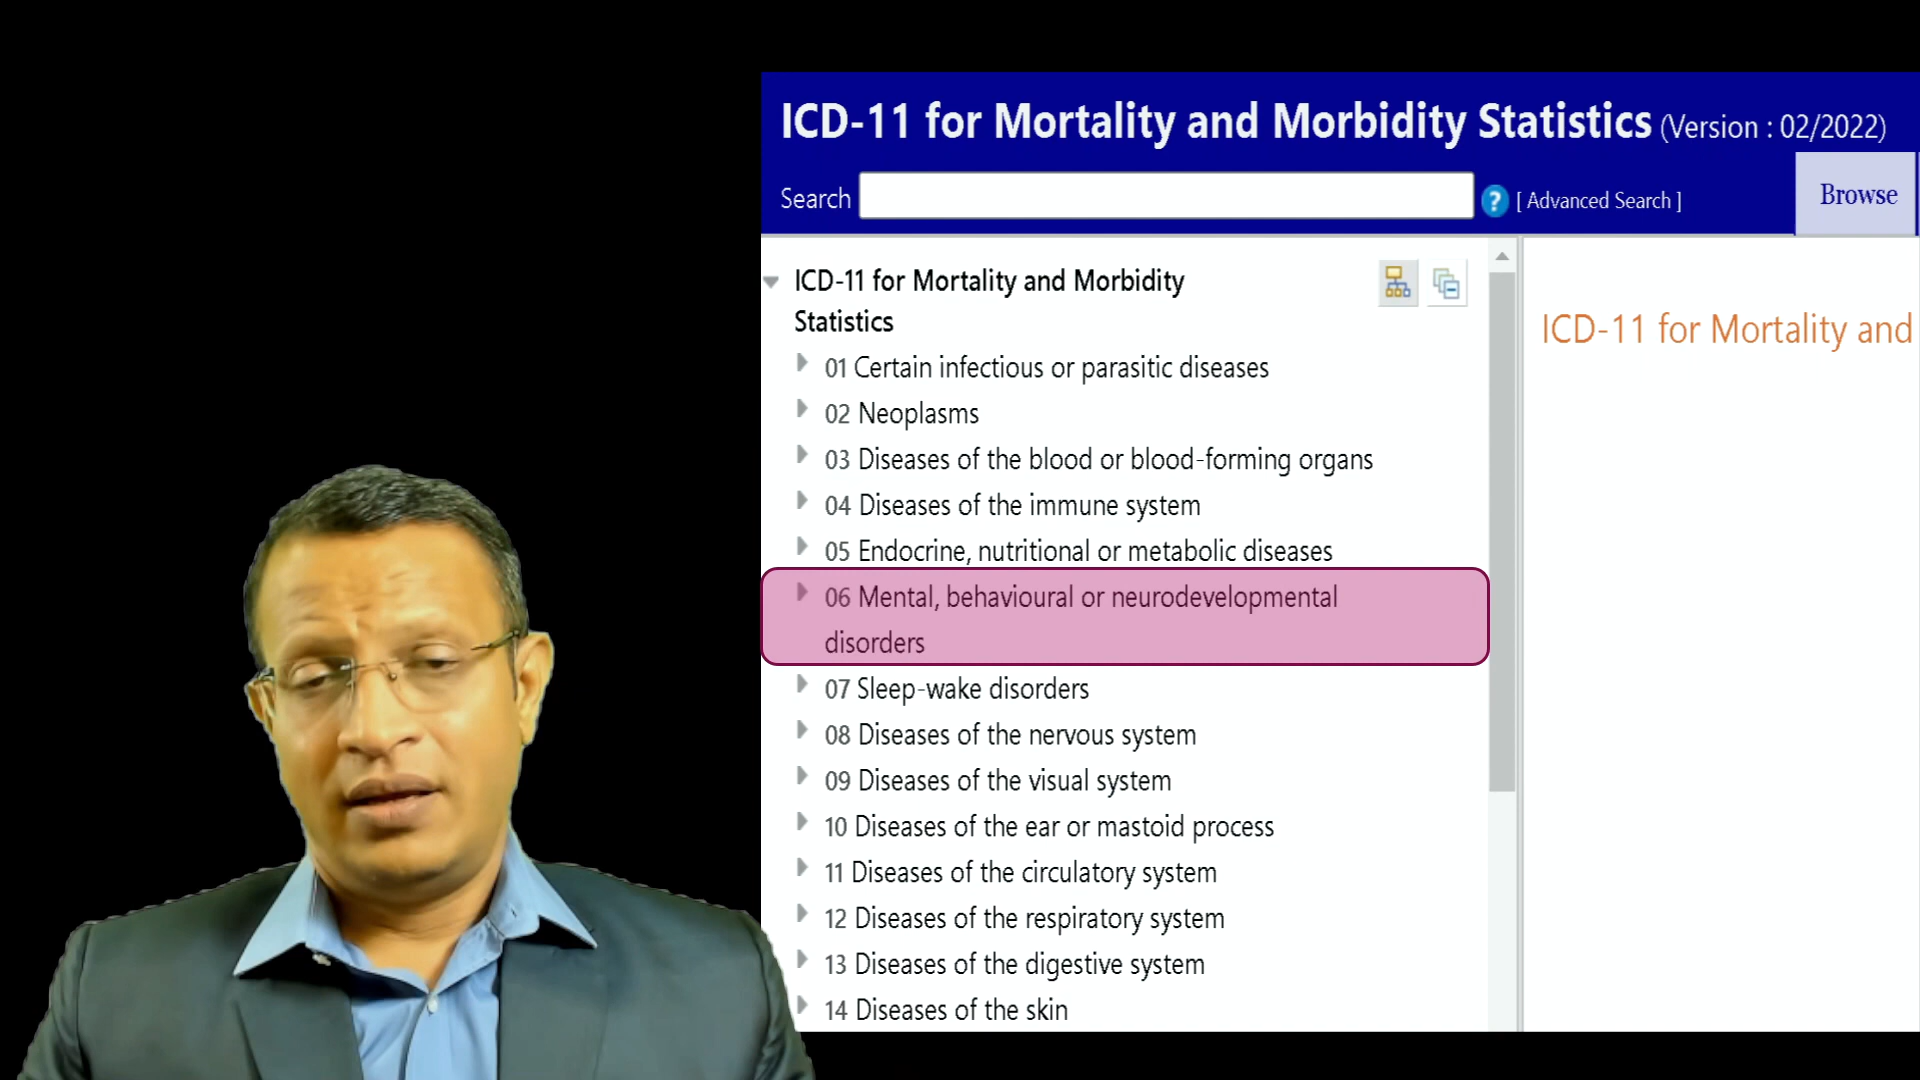 ICD-11 for Mortality and Morbidity Statistics (Version : 02/2022)
Search ? [ Advanced Search ] Browse
ICD-11 for Mortality and Morbidity
Statistics
01 Certain infectious or parasitic diseases
02 Neoplasms
03 Diseases of the blood or blood-forming organs
04 Diseases of the immune system
05 Endocrine, nutritional or metabolic diseases
06 Mental, behavioural or neurodevelopmental
disorders
07 Sleep-wake disorders
08 Diseases of the nervous system
09 Diseases of the visual system
10 Diseases of the ear or mastoid process
11 Diseases of the circulatory system
12 Diseases of the respiratory system
13 Diseases of the digestive system
14 Diseases of the skin
ICD-11 for Mortality and